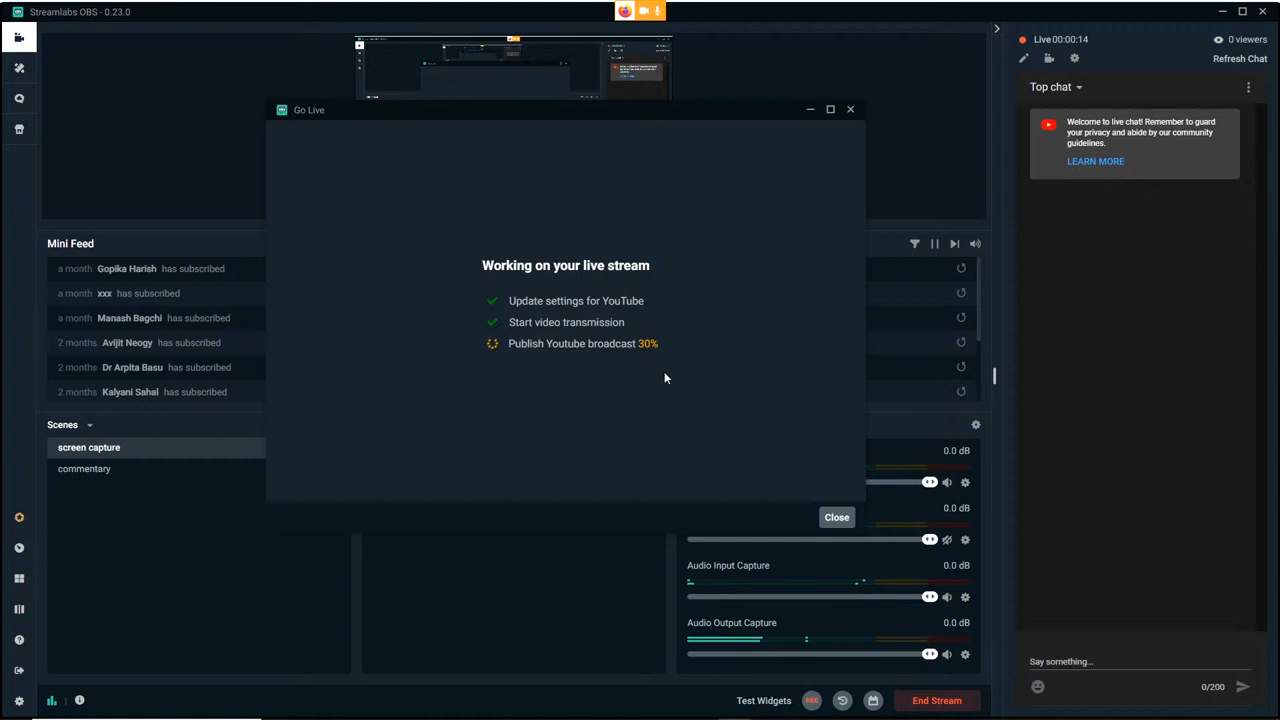 Streamlabs OBS - 0.23.0
Live 00:00:14
0 viewers
Refresh Chat
Top chat
Welcome to live chat! Remember to guard
your privacy and abide by our community
guidelines.
LEARN MORE
Go Live
Working on your live stream
Update settings for YouTube
Start video transmission
Publish Youtube broadcast 30%
Close
Mini Feed
a month Gopika Harish has subscribed
a month xxx has subscribed
a month Manash Bagchi has subscribed
2 months Avijit Neogy has subscribed
2 months Dr Arpita Basu has subscribed
2 months Kalyani Sahal has subscribed
Scenes
screen capture
commentary
0.0 dB
0.0 dB
Audio Input Capture 0.0 dB
Audio Output Capture 0.0 dB
Say something...
0/200
Test Widgets
REC
End Stream